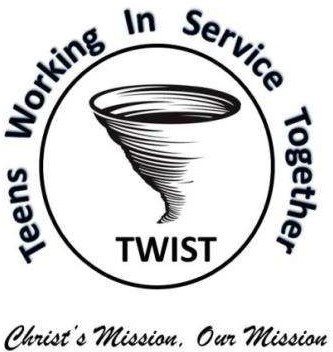 Teens Working In Service Together
TWIST
Christ's Mission, Our Mission